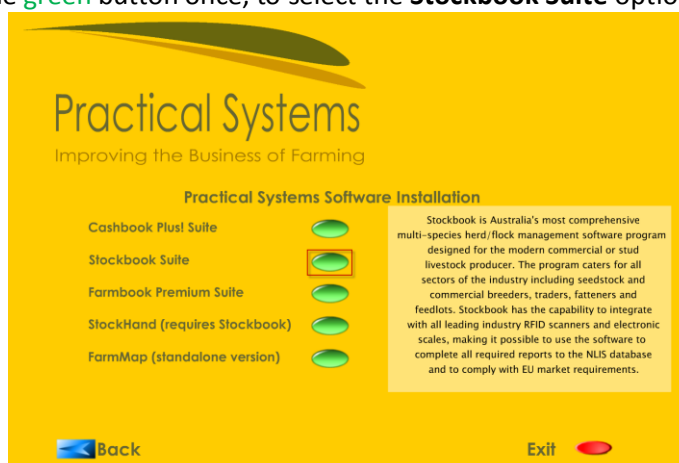 green button once, to select the Stockbook Suite optio
Practical Systems
Improving the Business of Farming
Practical Systems Software Installation
Cashbook Plus! Suite
Stockbook Suite
Farmbook Premium Suite
StockHand (requires Stockbook)
FarmMap (standalone version)
Stockbook is Australia's most comprehensive
multi-species herd/flock management software program
designed for the modern commercial or stud
livestock producer. The program caters for all
sectors of the industry including seedstock and
commercial breeders, traders, fatteners and
feedlots. Stockbook has the capability to integrate
with all leading industry RFID scanners and electronic
scales, making it possible to use the software to
complete all required reports to the NLIS database
and to comply with EU market requirements.
Back
Exit